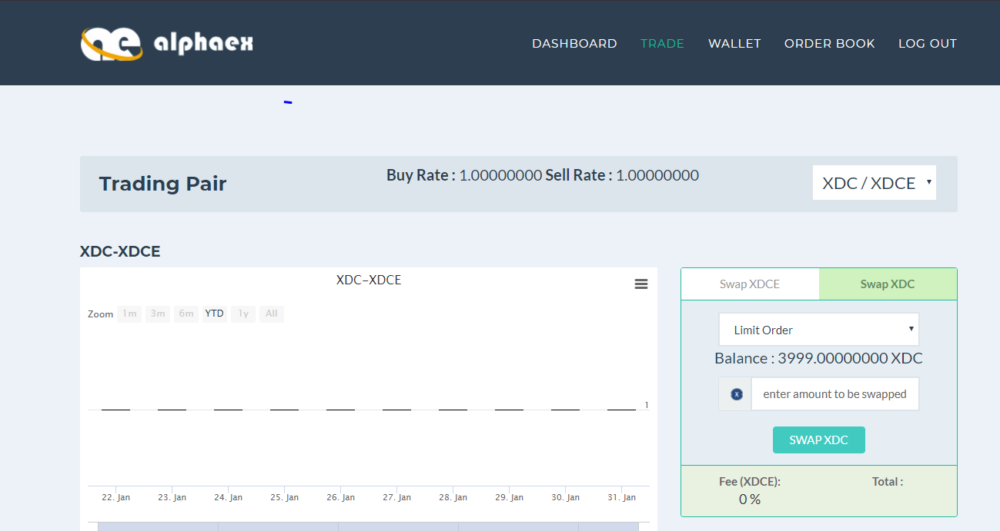 alphaex
DASHBOARD TRADE WALLET ORDER BOOK LOG OUT
Trading Pair
Buy Rate : 1.00000000 Sell Rate : 1.00000000
XDC / XDCE
XDC-XDCE
XDC–XDCE
Zoom 1m 3m 6m YTD 1y All
1
22. Jan 23. Jan 24. Jan 25. Jan 26. Jan 27. Jan 28. Jan 29. Jan 30. Jan 31. Jan
Swap XDCE Swap XDC
Limit Order
Balance : 3999.00000000 XDC
enter amount to be swapped
SWAP XDC
Fee (XDCE): Total :
0 %